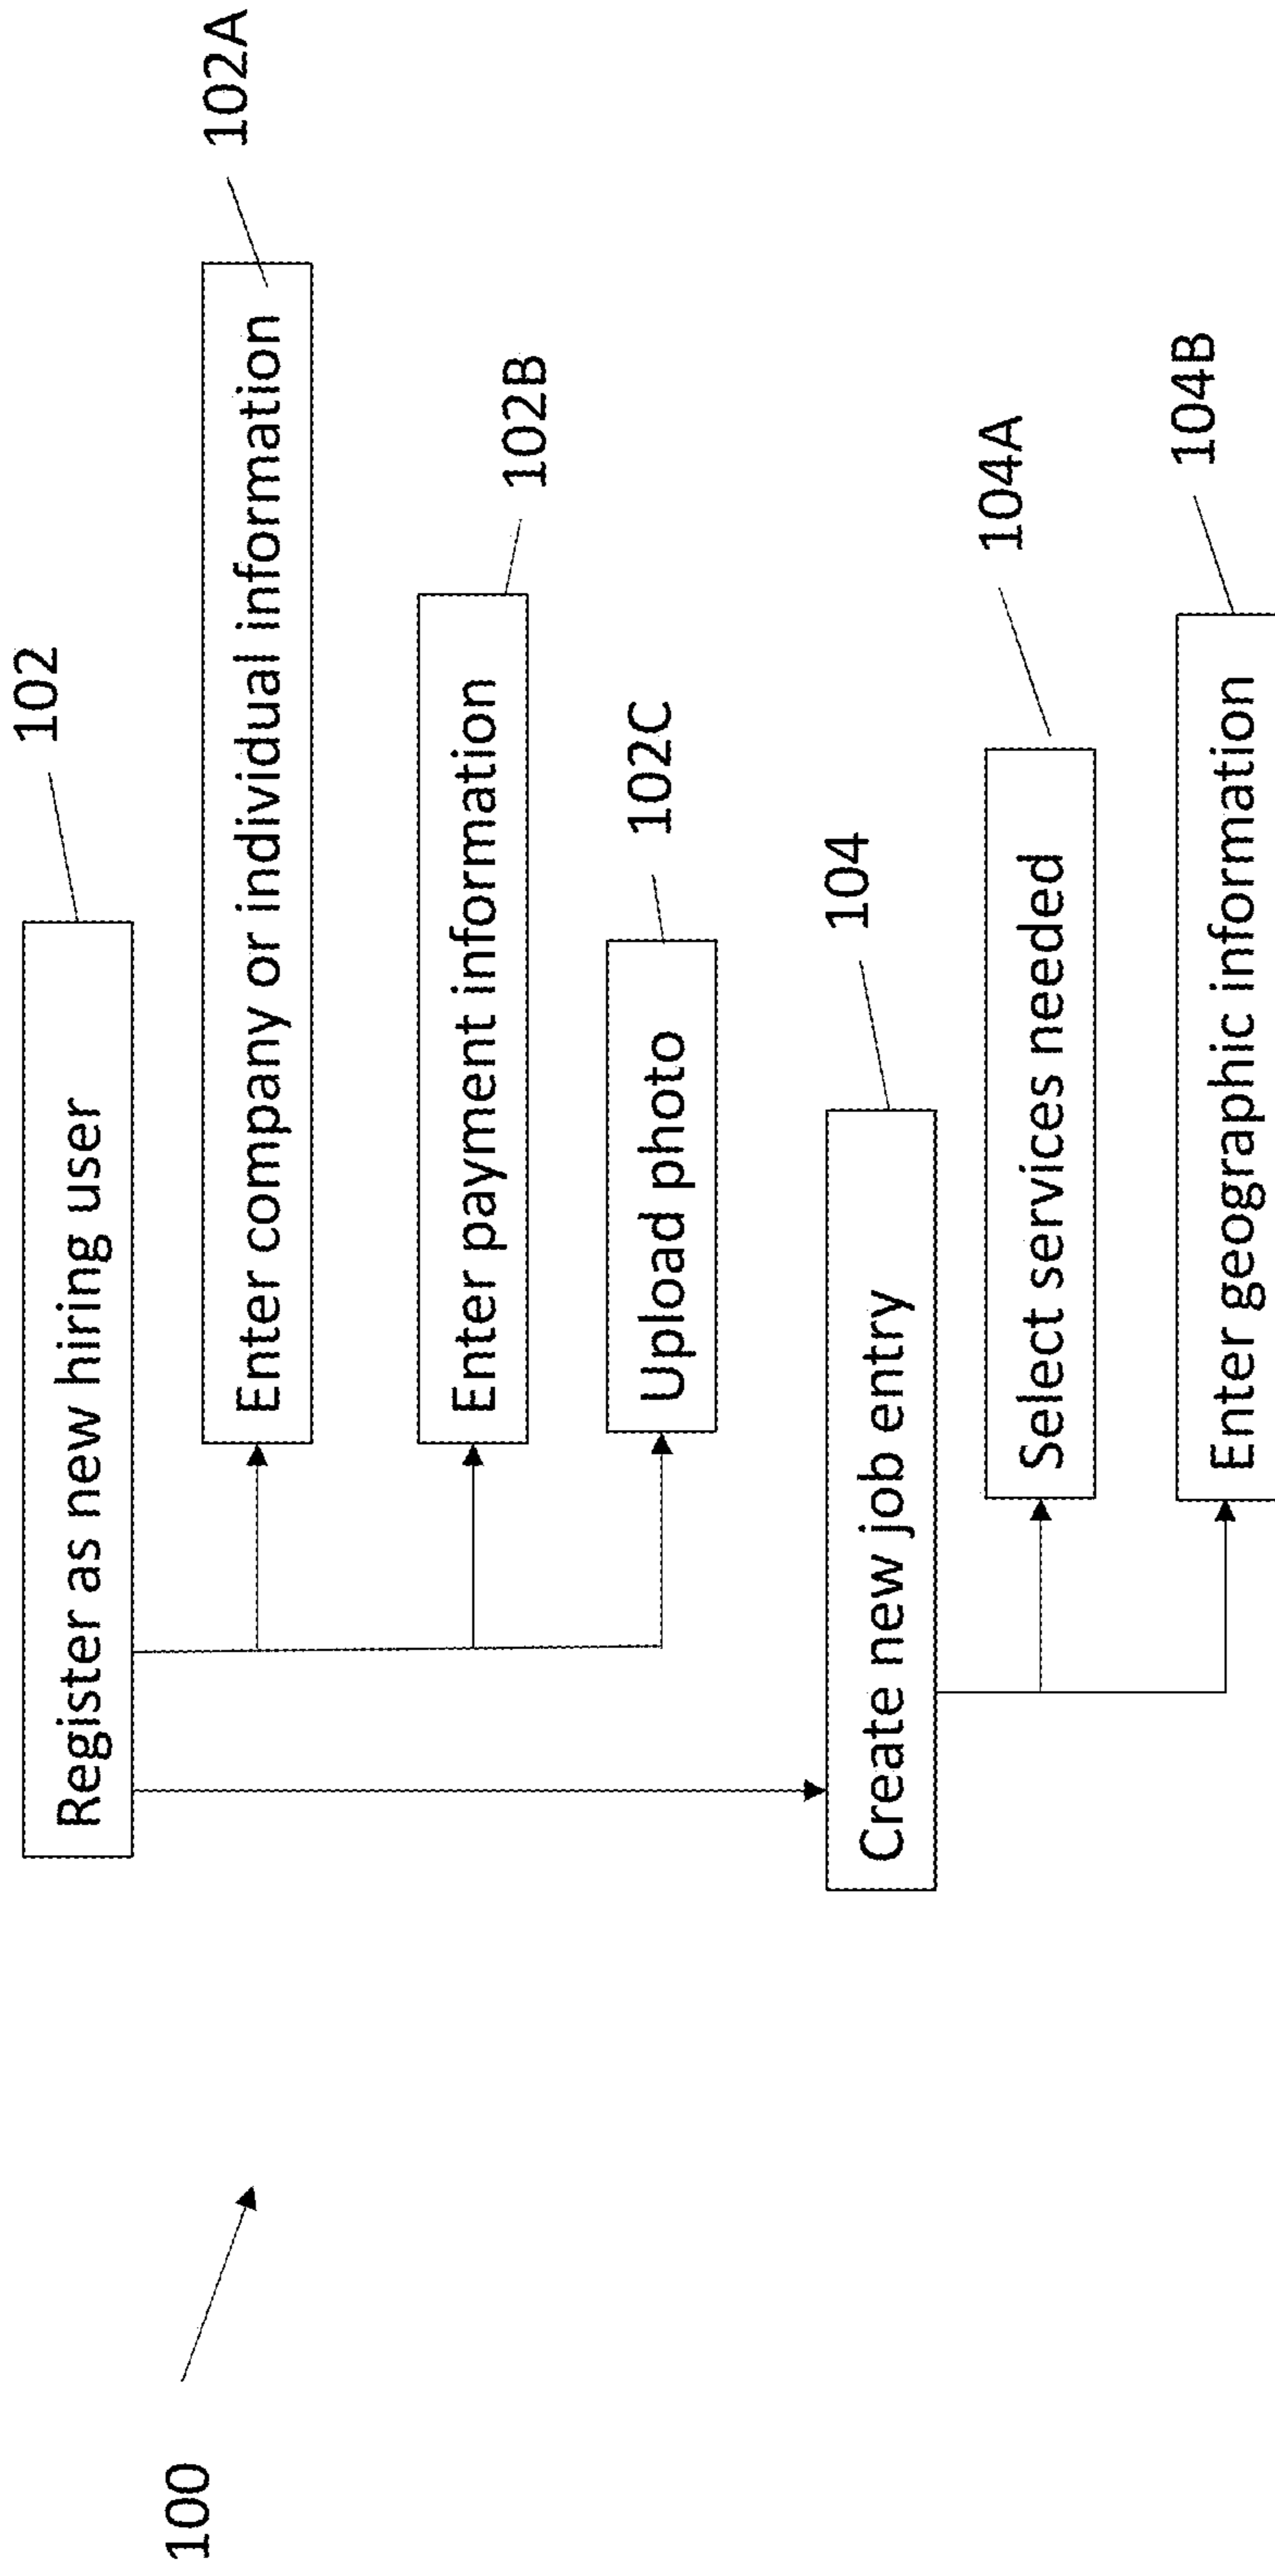 100
Register as new hiring user
102
Enter company or individual information
102A
Enter payment information
102B
Upload photo
102C
Create new job entry
104
Select services needed
104A
Enter geographic information
104B